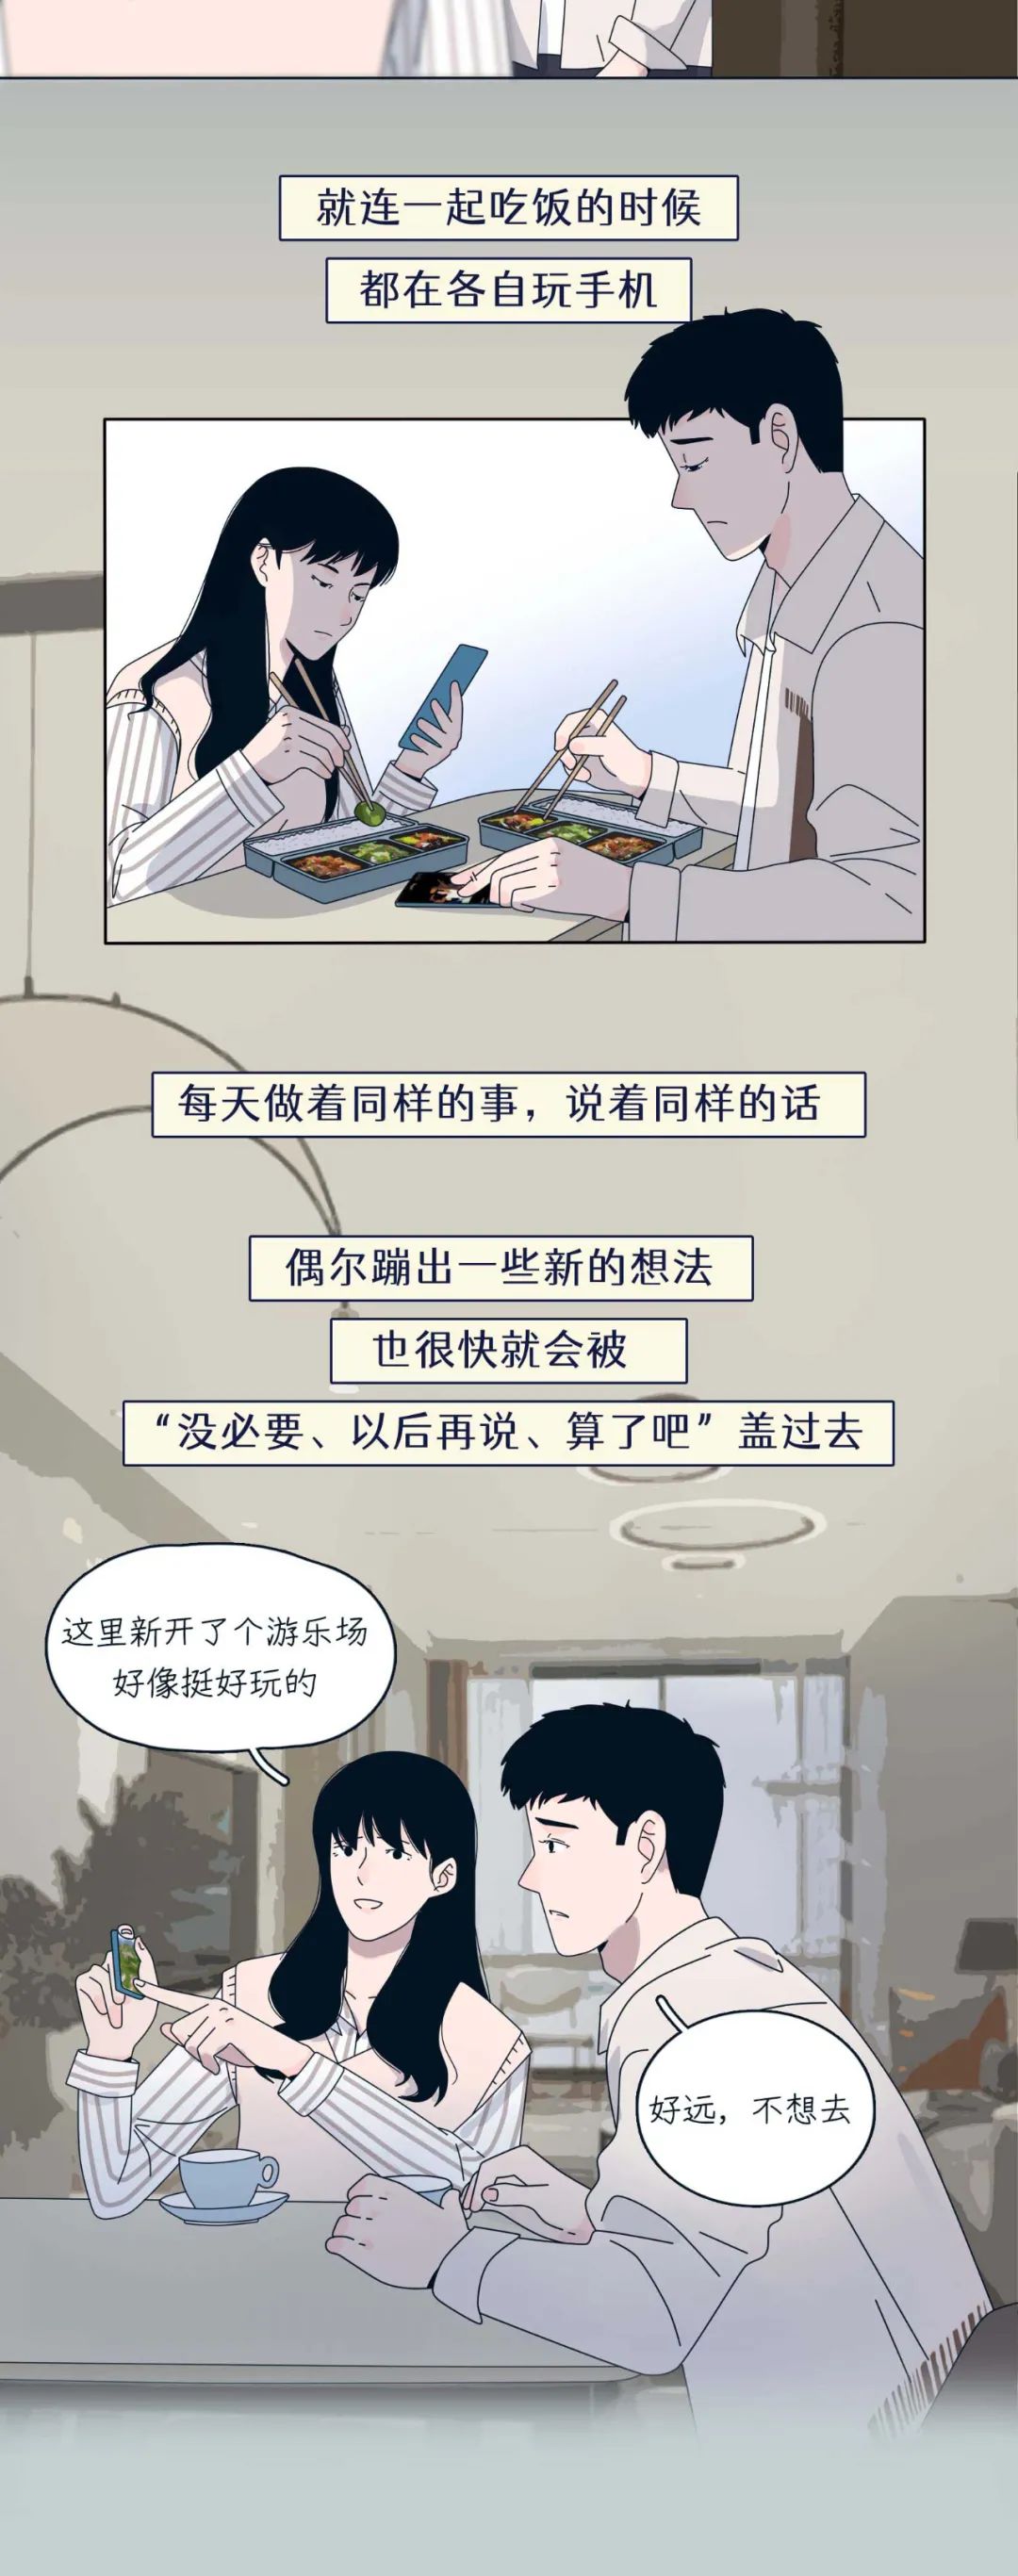 就连一起吃饭的时候
都在各自玩手机
每天做着同样的事，说着同样的话
偶尔蹦出一些新的想法
也很快就会被
“没必要、以后再说、算了吧”盖过去
这里新开了个游乐场
好像挺好玩的
好远，不想去